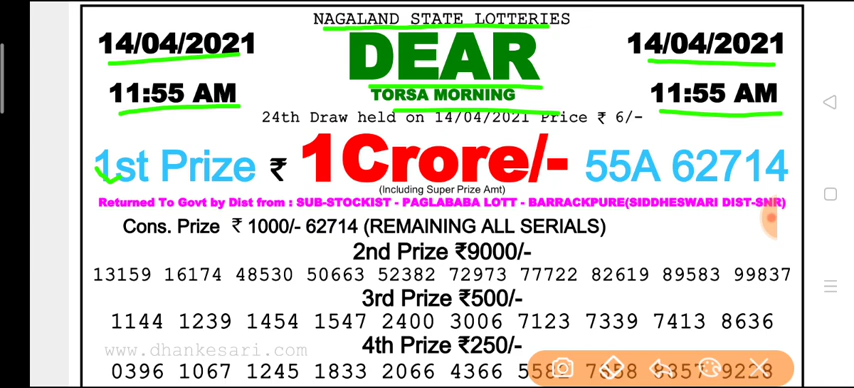 NAGALAND STATE LOTTERIES
14/04/2021 DEAR 14/04/2021
11:55 AM TORSA MORNING 11:55 AM
24th Draw held on 14/04/2021 Price ₹ 6/-
1st Prize ₹ 1Crore/- 55A 62714
(Including Super Prize Amt)
Returned To Govt by Dist from : SUB-STOCKIST - PAGLABABA LOTT - BARRACKPURE(SIDDHESWARI DIST-SNR)
Cons. Prize ₹ 1000/- 62714 (REMAINING ALL SERIALS)
2nd Prize ₹9000/-
13159 16174 48530 50663 52382 72973 77722 82619 89583 99837
3rd Prize ₹500/-
1144 1239 1454 1547 2400 3006 7123 7339 7413 8636
www.dhankesari.com
4th Prize ₹250/-
0396 1067 1245 1833 2066 4366